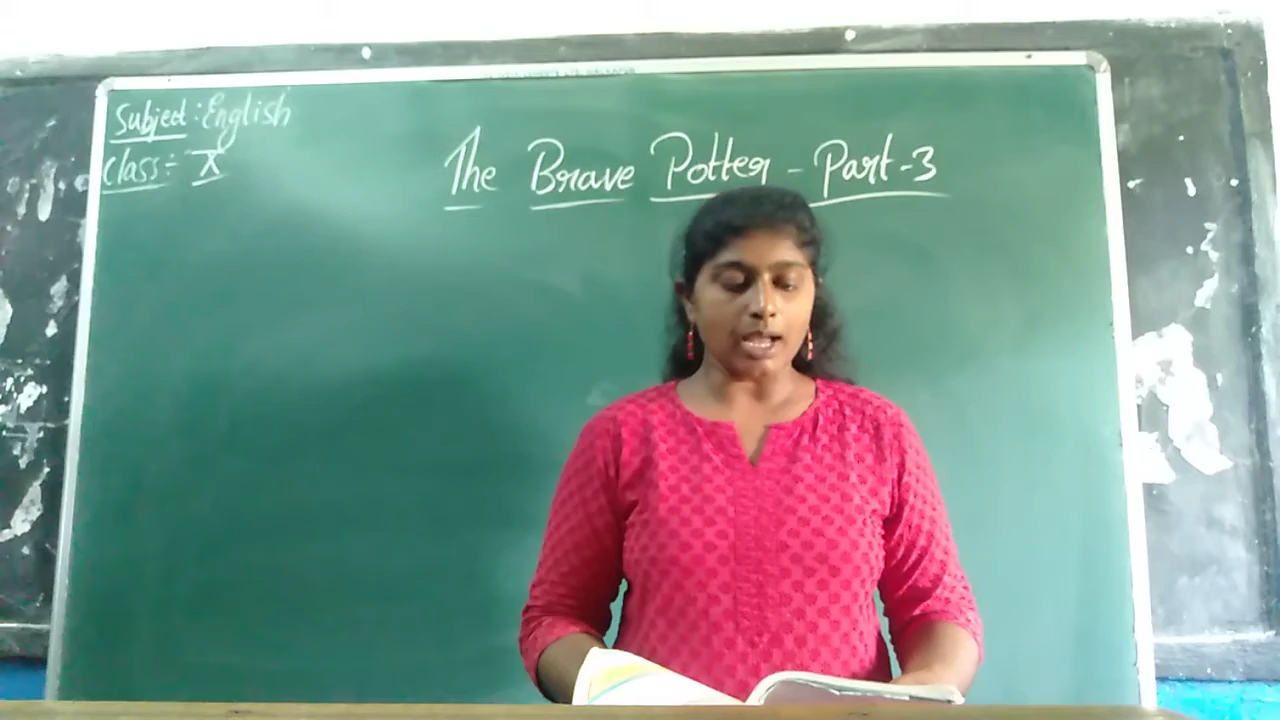 Subject : English
Class :- X
The Brave Potter - Part-3